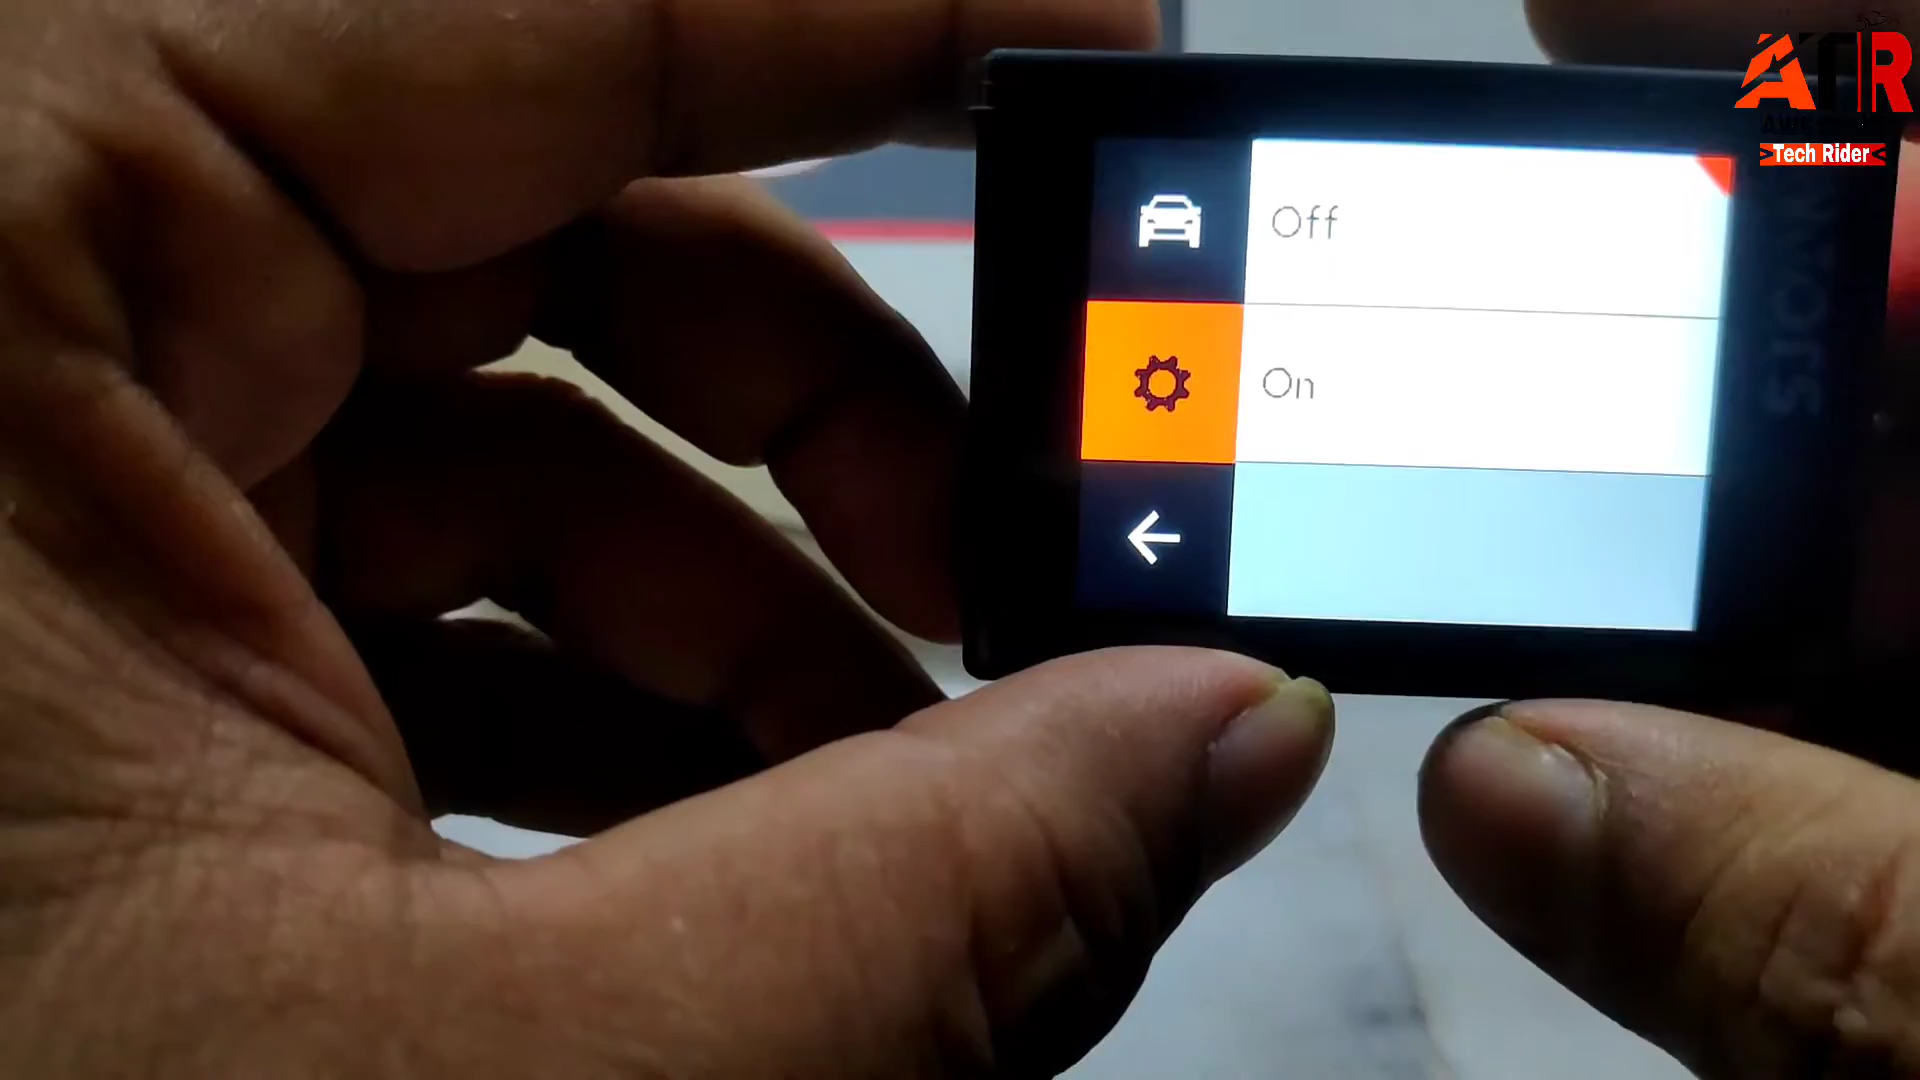 ATR
>Tech Rider<
Off
On
SJCAM